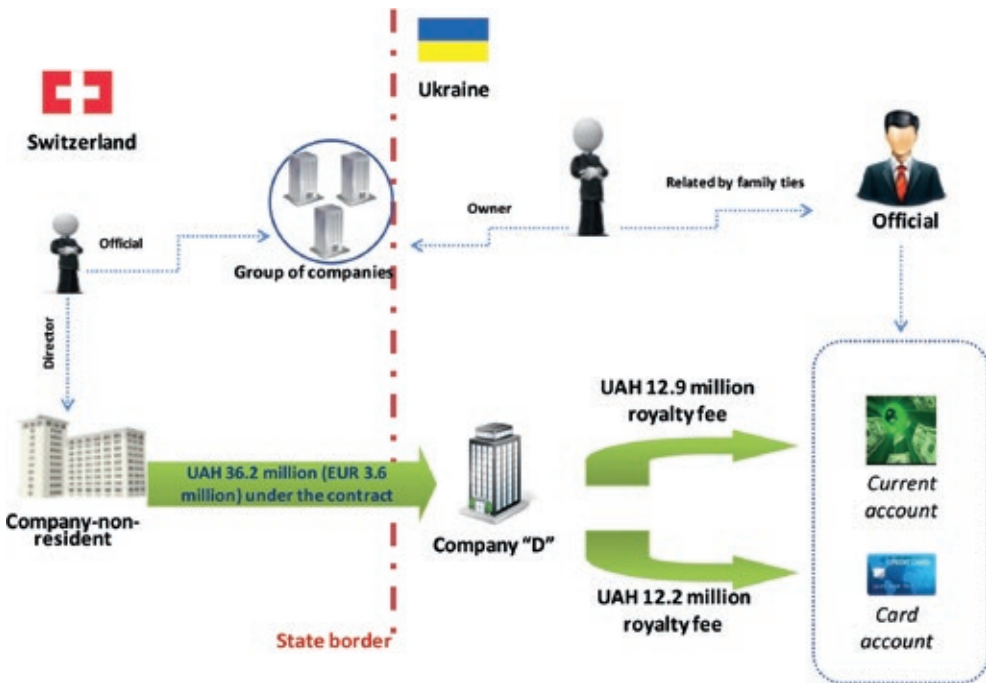 Ukraine
Switzerland
Official
Group of companies
Owner
Related by family ties
Official
Director
UAH 12.9 million
royalty fee
UAH 36.2 million (EUR 3.6
million) under the contract
Company-non-
resident
Company "D"
Current
account
UAH 12.2 million
royalty fee
Card
account
State border